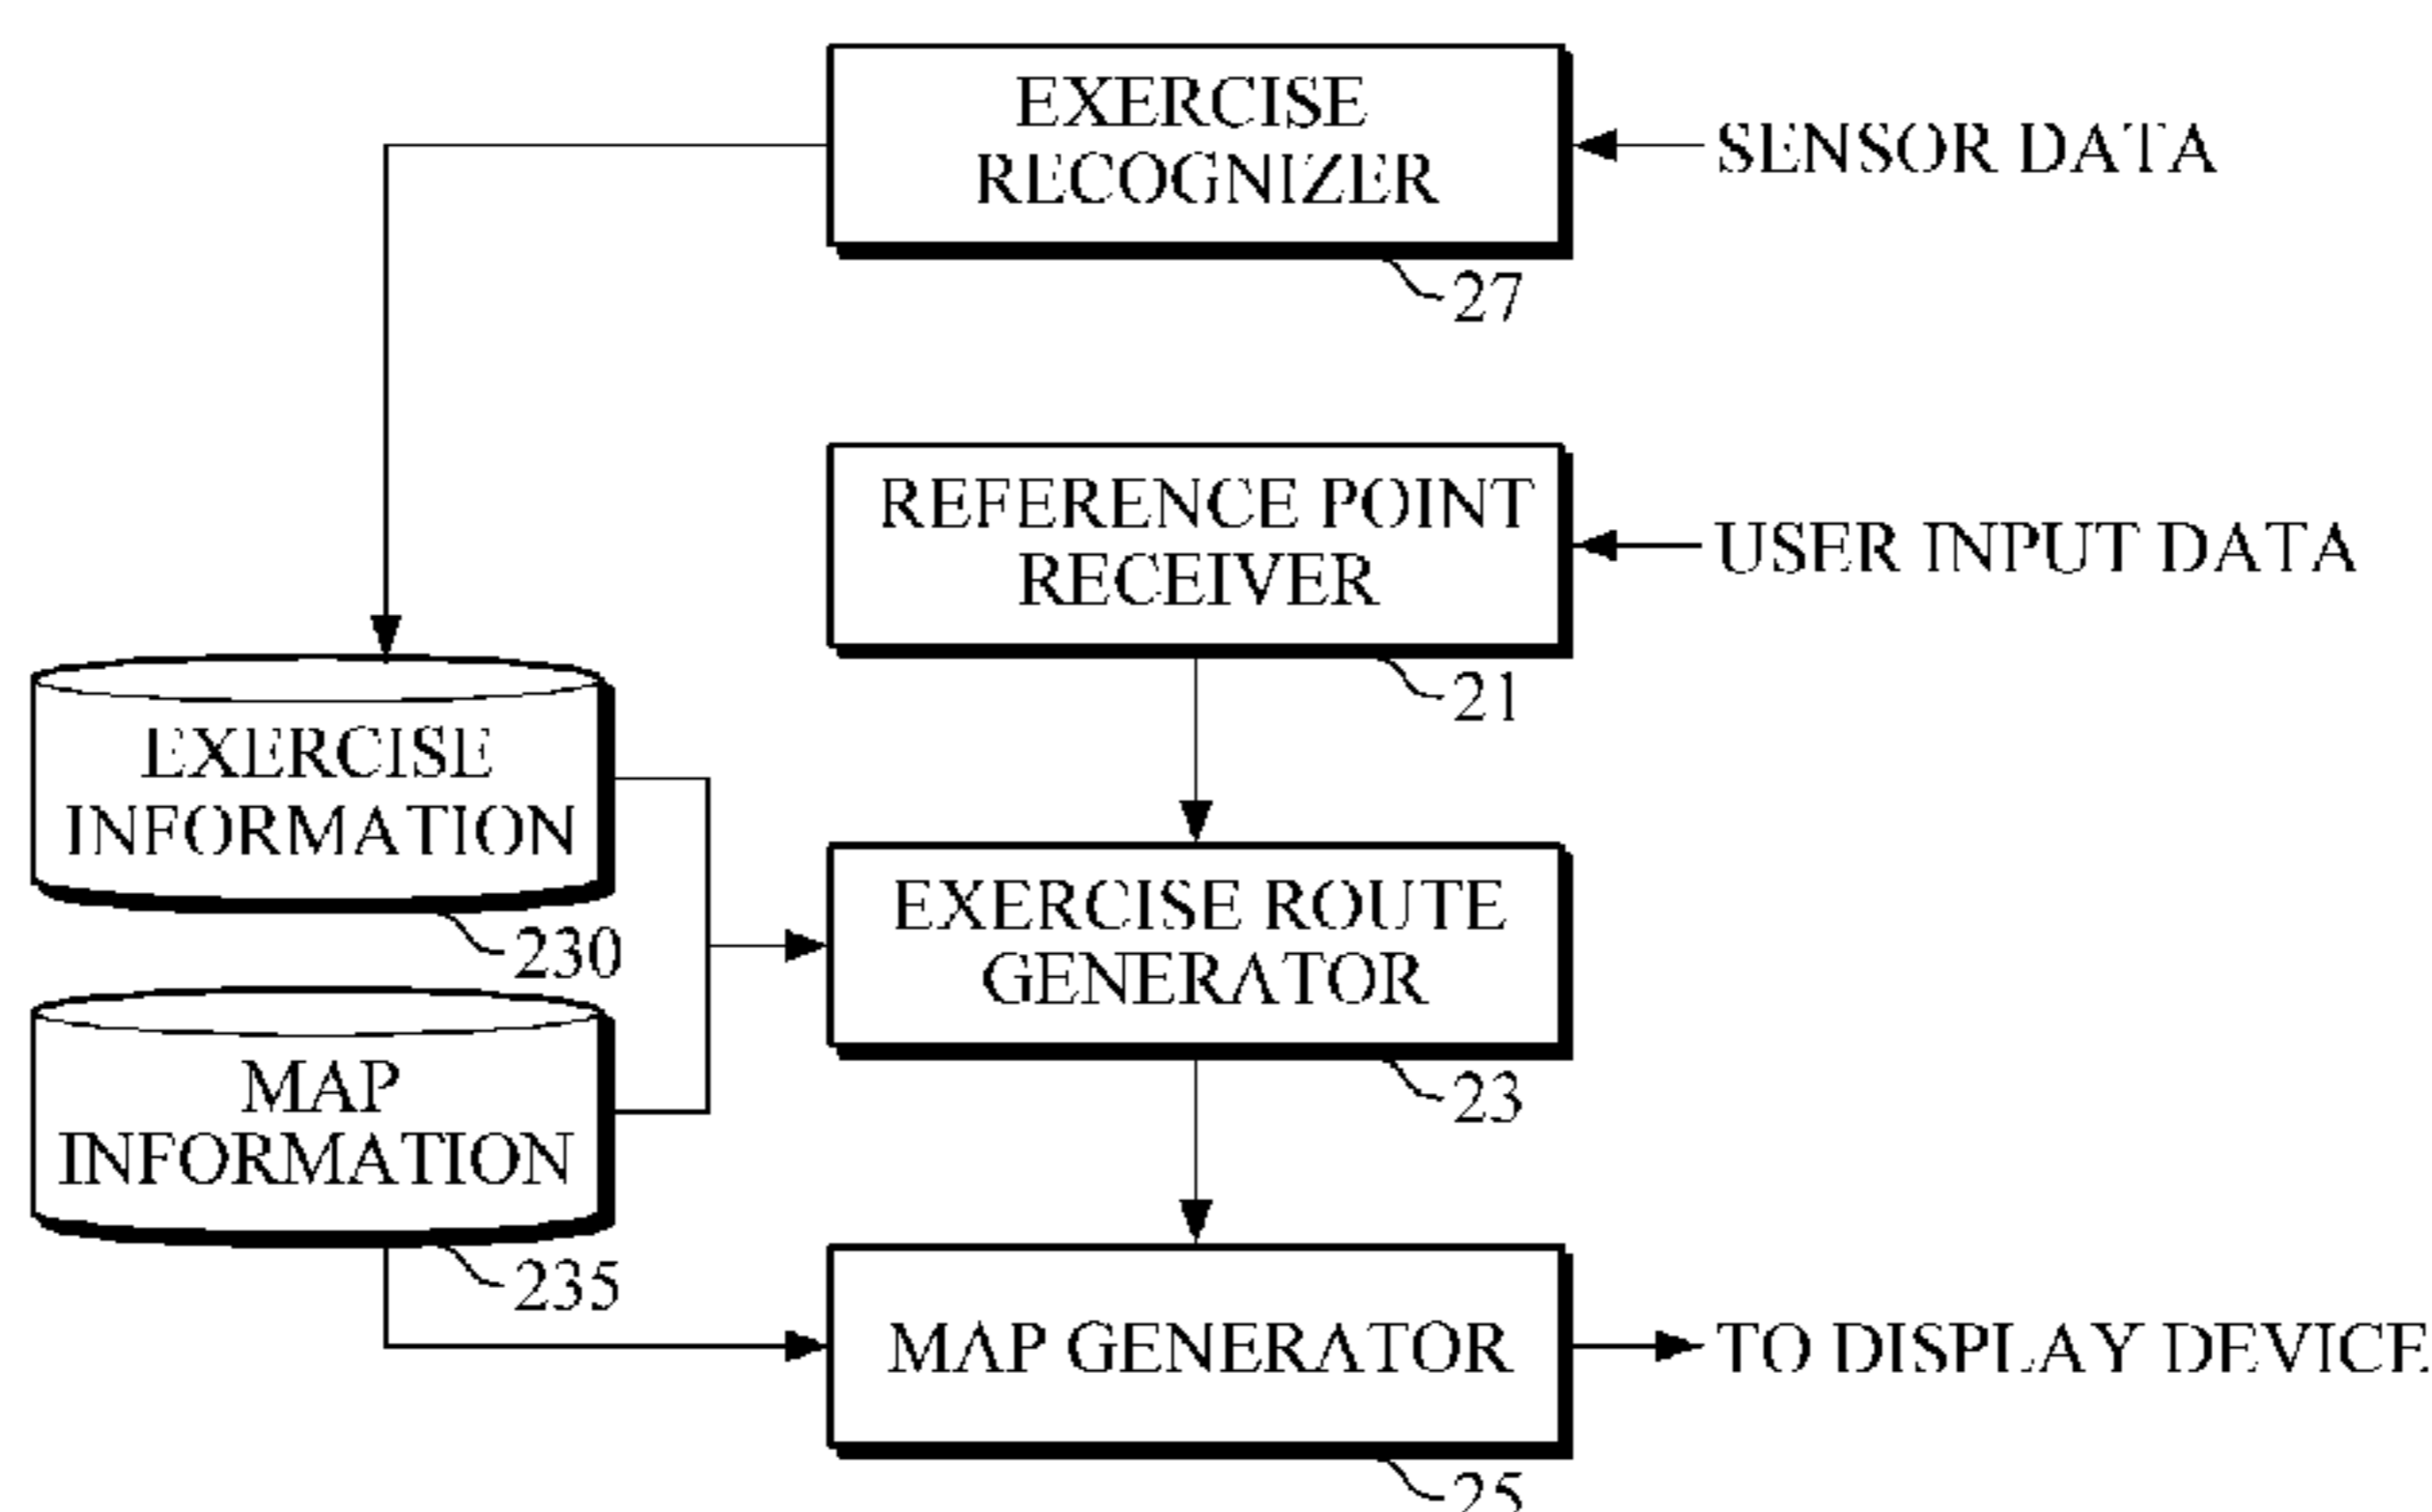 EXERCISE
RECOGNIZER
SENSOR DATA
27
REFERENCE POINT
RECEIVER
USER INPUT DATA
21
EXERCISE
INFORMATION
230
EXERCISE ROUTE
GENERATOR
23
MAP
INFORMATION
235
MAP GENERATOR
TO DISPLAY DEVICE
25